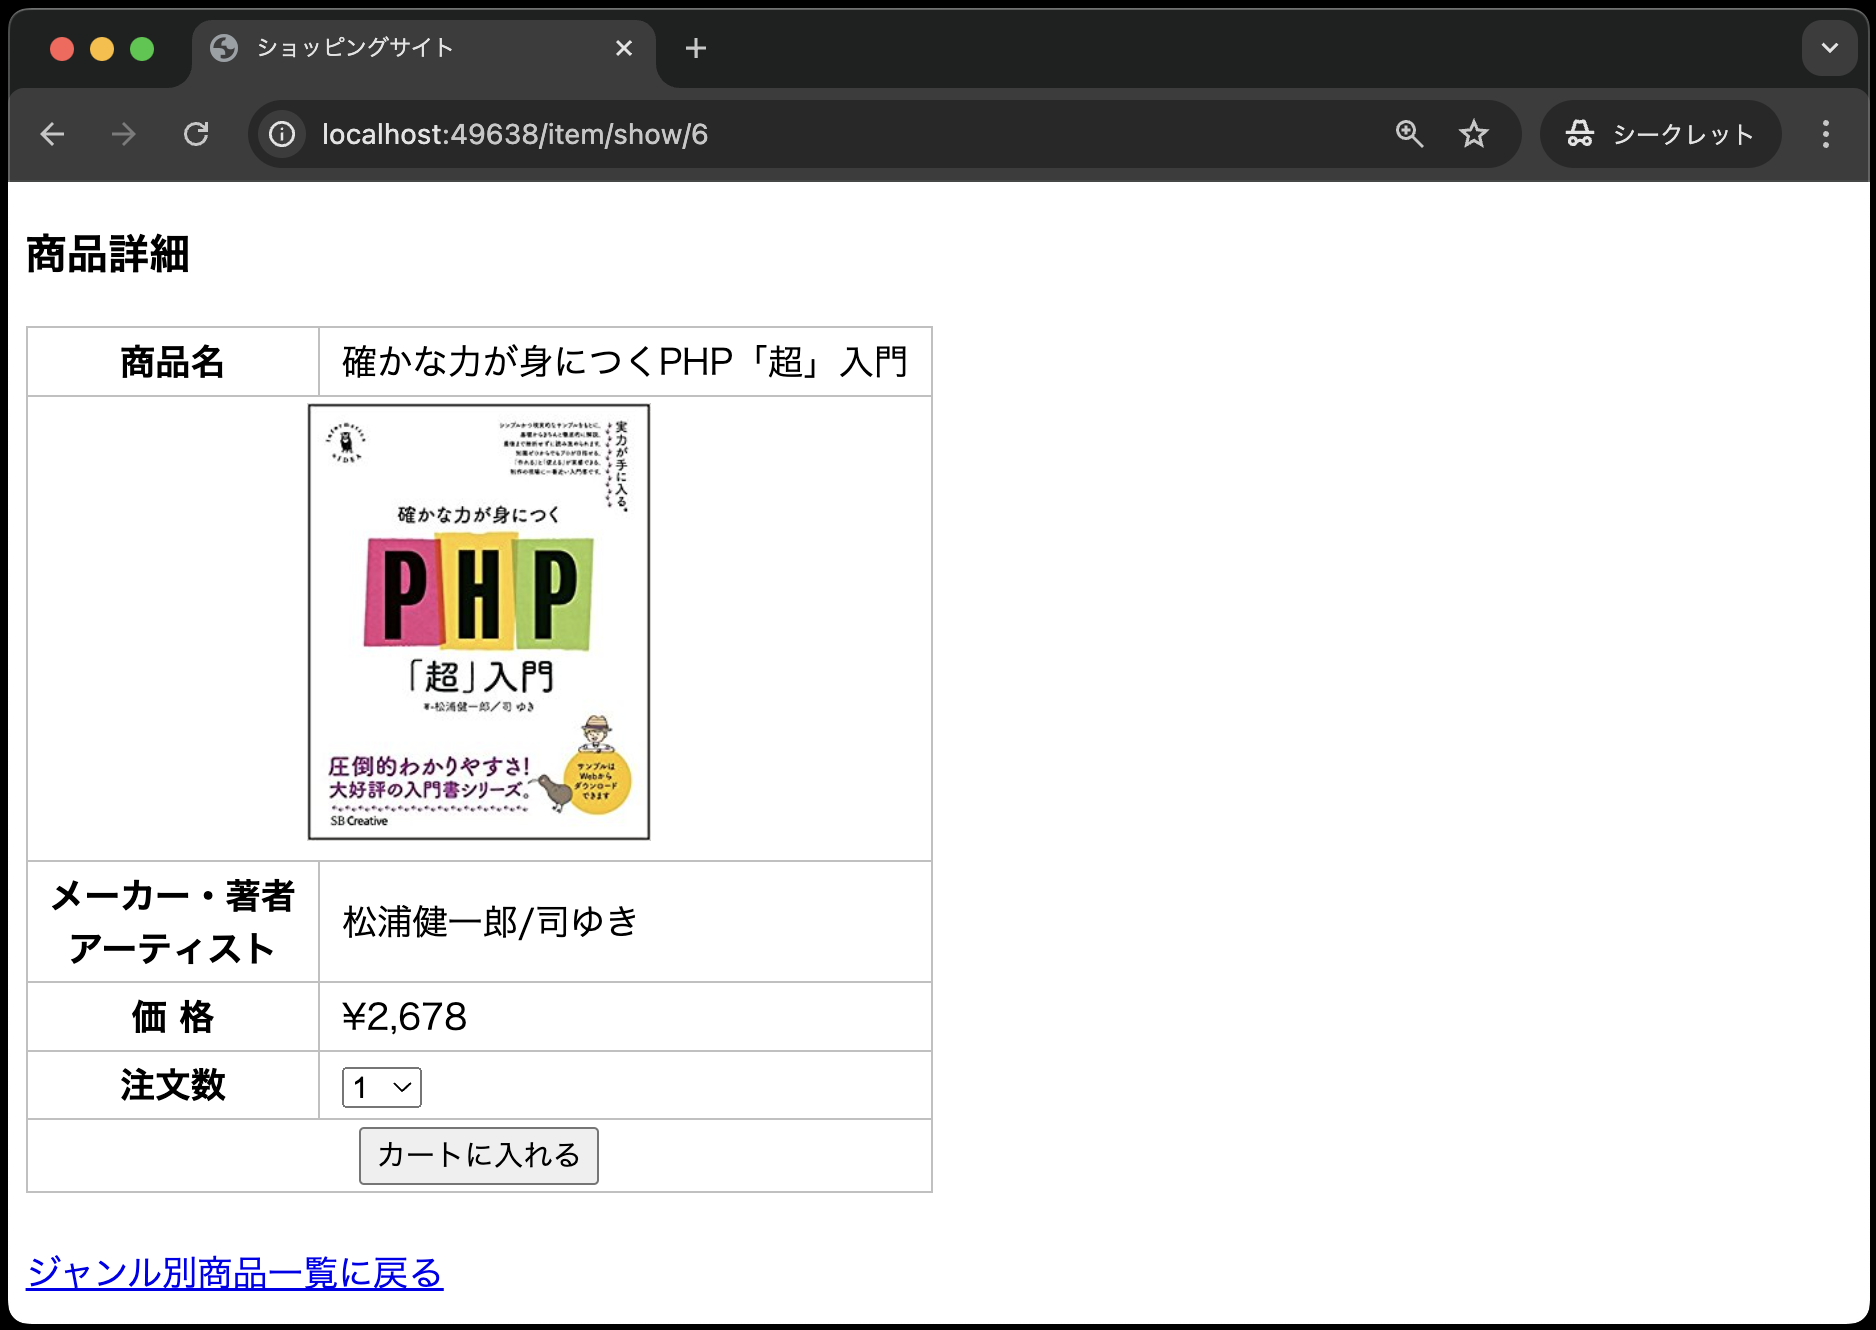 ショッピングサイト
localhost:49638/item/show/6
シークレット
商品詳細
商品名
確かな力が身につくPHP「超」入門
実力が手に入る。
確かな力が身につく
PHP
「超」入門
著・松浦健一郎/司 ゆき
圧倒的わかりやすさ!
大好評の入門書シリーズ。
サンプルは
Webから
ダウンロード
できます
SB Creative
メーカー・著者
アーティスト
松浦健一郎/司ゆき
価 格
¥2,678
注文数
1
カートに入れる
ジャンル別商品一覧に戻る